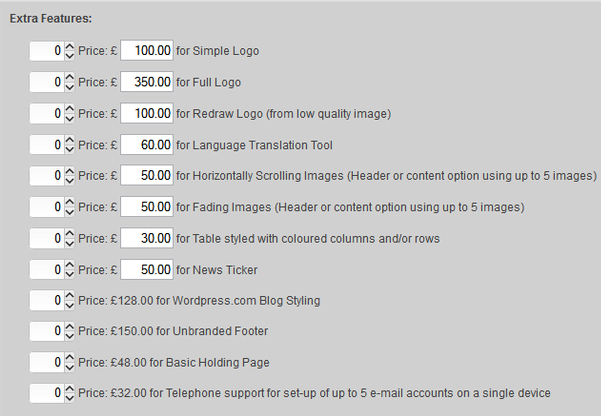 Extra Features:
0 Price: £ 100.00 for Simple Logo
0 Price: £ 350.00 for Full Logo
0 Price: £ 100.00 for Redraw Logo (from low quality image)
0 Price: £ 60.00 for Language Translation Tool
0 Price: £ 50.00 for Horizontally Scrolling Images (Header or content option using up to 5 images)
0 Price: £ 50.00 for Fading Images (Header or content option using up to 5 images)
0 Price: £ 30.00 for Table styled with coloured columns and/or rows
0 Price: £ 50.00 for News Ticker
0 Price: £128.00 for Wordpress.com Blog Styling
0 Price: £150.00 for Unbranded Footer
0 Price: £48.00 for Basic Holding Page
0 Price: £32.00 for Telephone support for set-up of up to 5 e-mail accounts on a single device